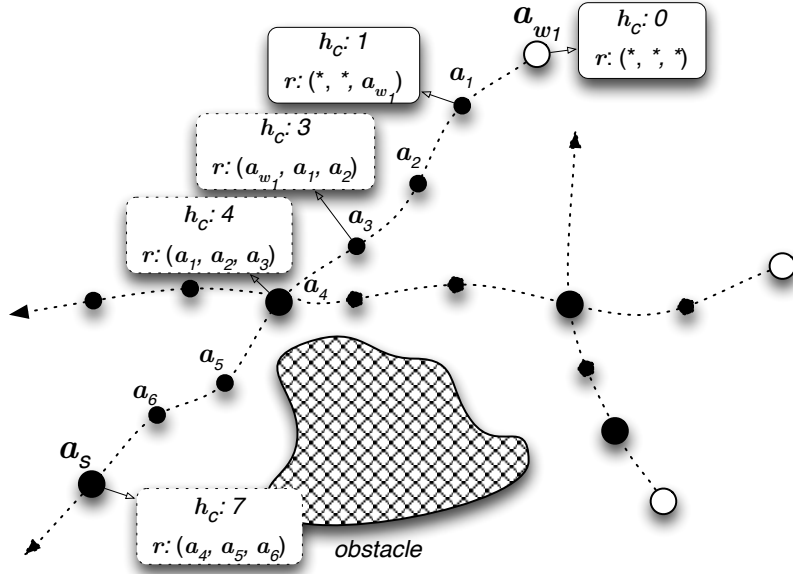 a_w1
h_c: 0
r: (*, *, *)
h_c: 1
r: (*, *, a_w1)
a_1
h_c: 3
r: (a_w1, a_1, a_2)
a_2
a_3
h_c: 4
r: (a_1, a_2, a_3)
a_4
a_5
a_6
a_s
h_c: 7
r: (a_4, a_5, a_6)
obstacle